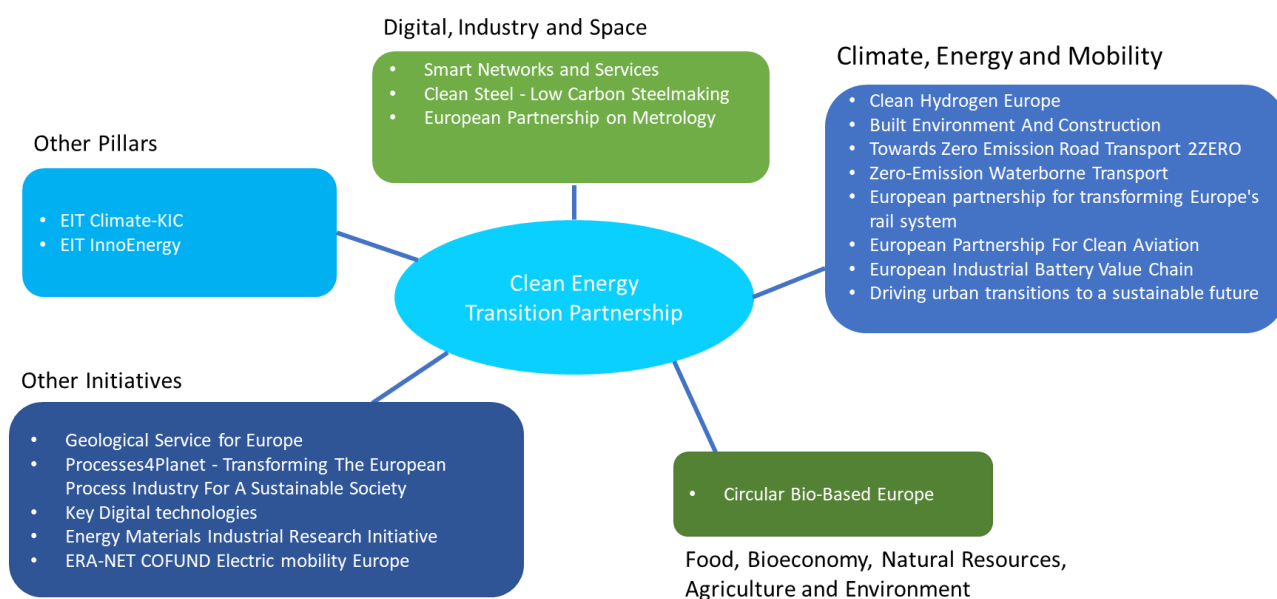 Digital, Industry and Space
• Smart Networks and Services
• Clean Steel - Low Carbon Steelmaking
• European Partnership on Metrology
Climate, Energy and Mobility
• Clean Hydrogen Europe
• Built Environment And Construction
• Towards Zero Emission Road Transport 2ZERO
• Zero-Emission Waterborne Transport
• European partnership for transforming Europe's
rail system
• European Partnership For Clean Aviation
• European Industrial Battery Value Chain
• Driving urban transitions to a sustainable future
Other Pillars
• EIT Climate-KIC
• EIT InnoEnergy
Clean Energy
Transition Partnership
Other Initiatives
• Geological Service for Europe
• Processes4Planet - Transforming The European
Process Industry For A Sustainable Society
• Key Digital technologies
• Energy Materials Industrial Research Initiative
• ERA-NET COFUND Electric mobility Europe
• Circular Bio-Based Europe
Food, Bioeconomy, Natural Resources,
Agriculture and Environment